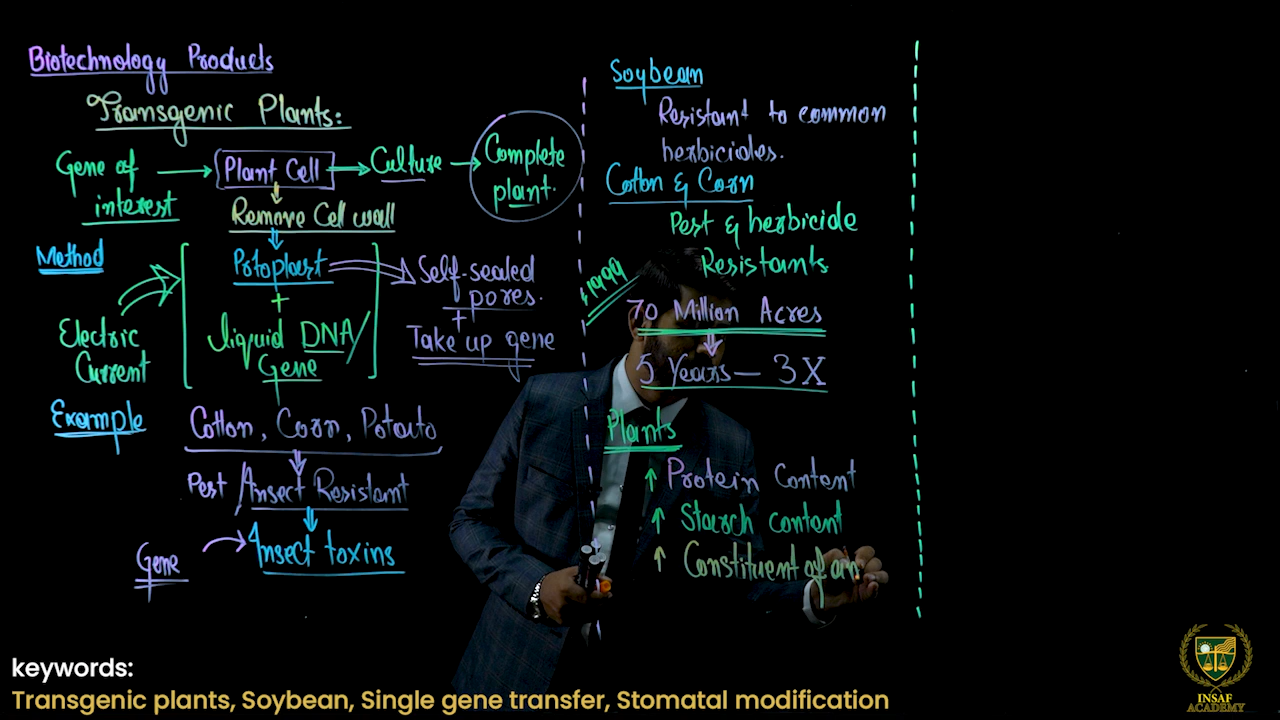 Biotechnology Products
Transgenic Plants:
Gene of interest → Plant Cell → Culture → Complete plant.
Remove Cell wall
Method
Protoplast
+
liquid DNA/
Gene
Electric
Current
Self-sealed
pores.
+
Take up gene
Example
Cotton, Corn, Potato
Pest/Insect Resistant
Gene
Insect toxins
Soybean
Resistant to common
herbicides.
Cotton & Corn
Pest & herbicide
Resistants
1999
70 Million Acres
5 Years — 3X
Plants
↑ Protein Content
↑ Starch content
↑ Constituent of an
keywords:
Transgenic plants, Soybean, Single gene transfer, Stomatal modification
INSAF
ACADEMY